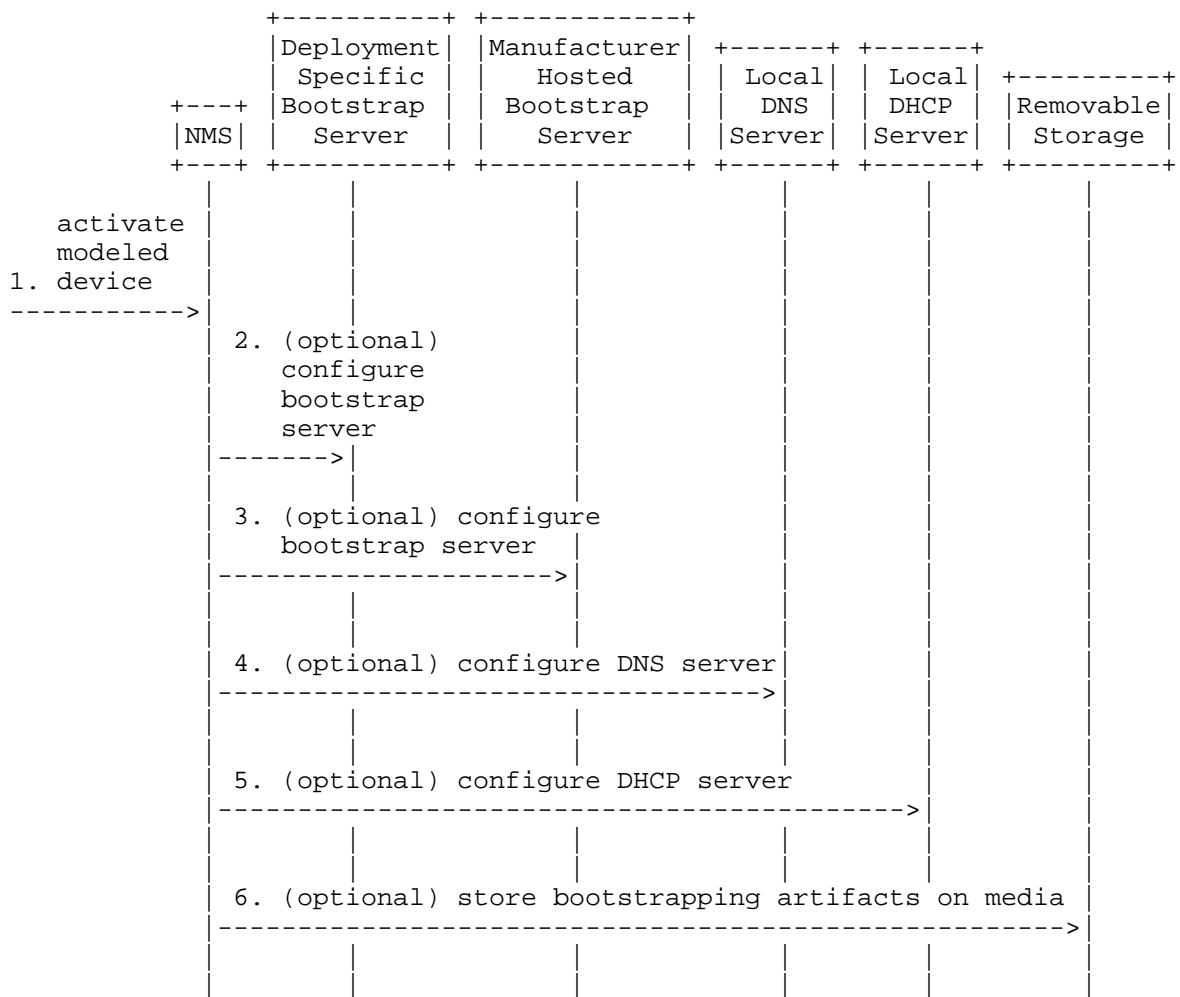 Deployment Manufacturer
Specific Hosted Local Local
NMS Bootstrap Bootstrap DNS DHCP Removable
Server Server Server Server Storage
activate
modeled
1. device
2. (optional)
configure
bootstrap
server
3. (optional) configure
bootstrap server
4. (optional) configure DNS server
5. (optional) configure DHCP server
6. (optional) store bootstrapping artifacts on media